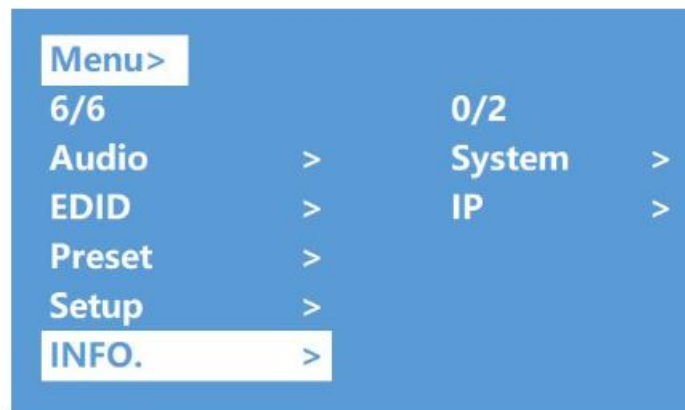 Menu>
6/6 0/2
Audio > System >
EDID > IP >
Preset >
Setup >
INFO. >